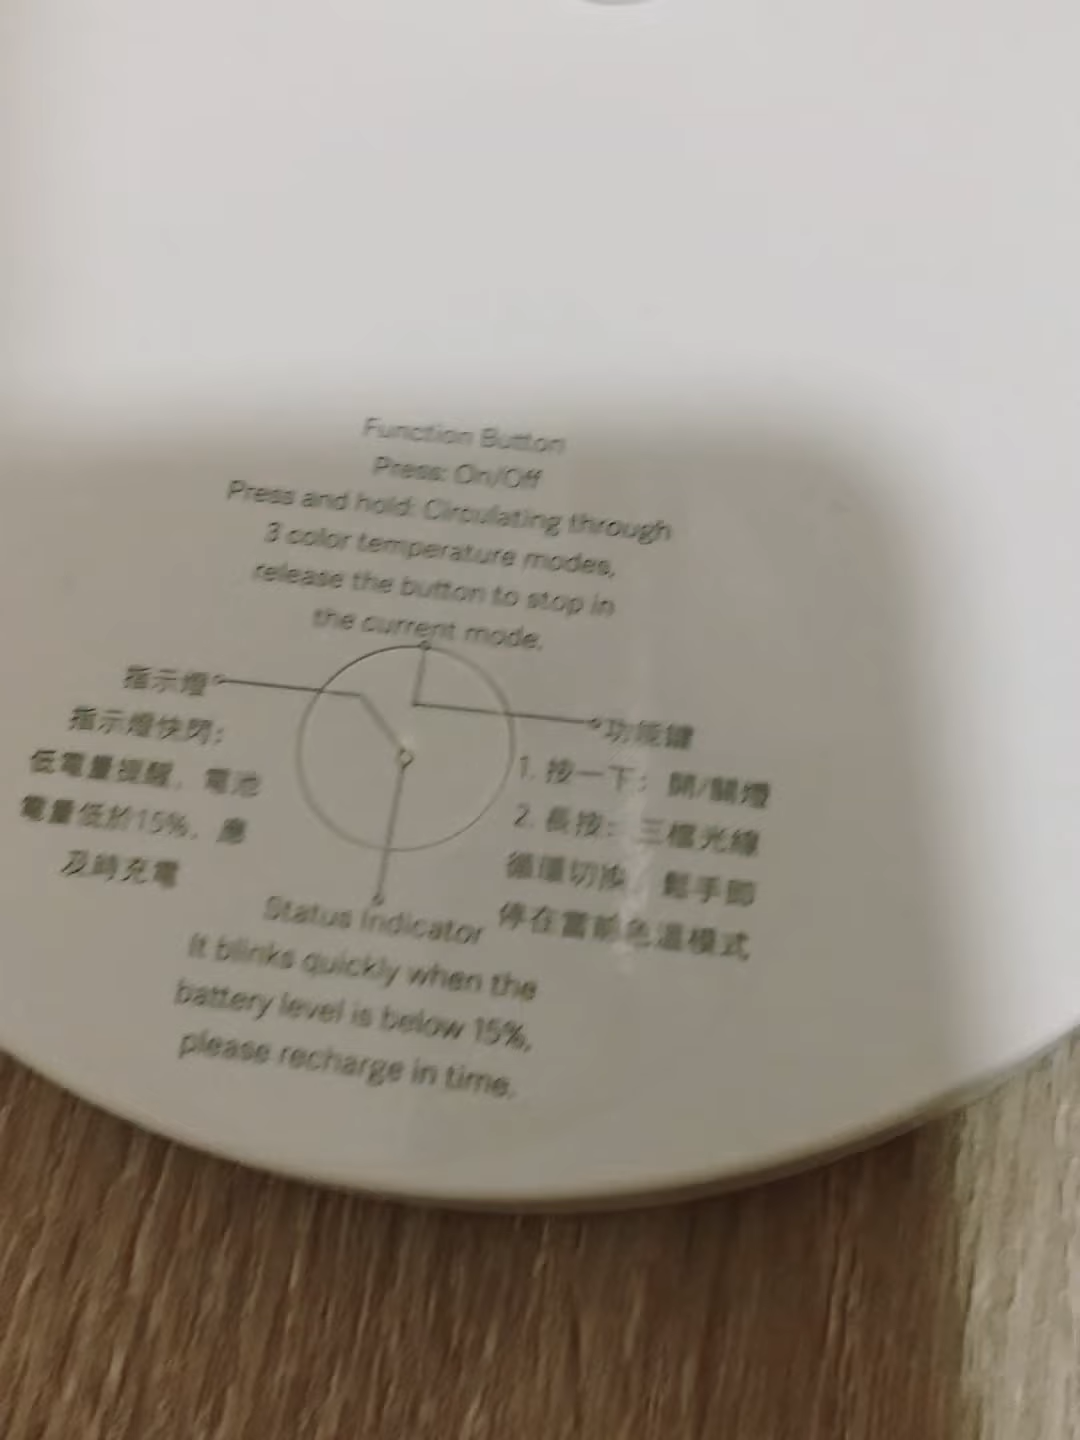 Function Button
Press: On/Off
Press and hold: Circulating through
3 color temperature modes,
release the button to stop in
the current mode.
指示燈
指示燈快閃：
低電量提醒，電池
電量低於15%，應
及時充電
功能鍵
1. 按一下：開/關燈
2. 長按：三檔光線
循環切換，鬆手即
停在當前色溫模式
Status Indicator
It blinks quickly when the
battery level is below 15%,
please recharge in time.